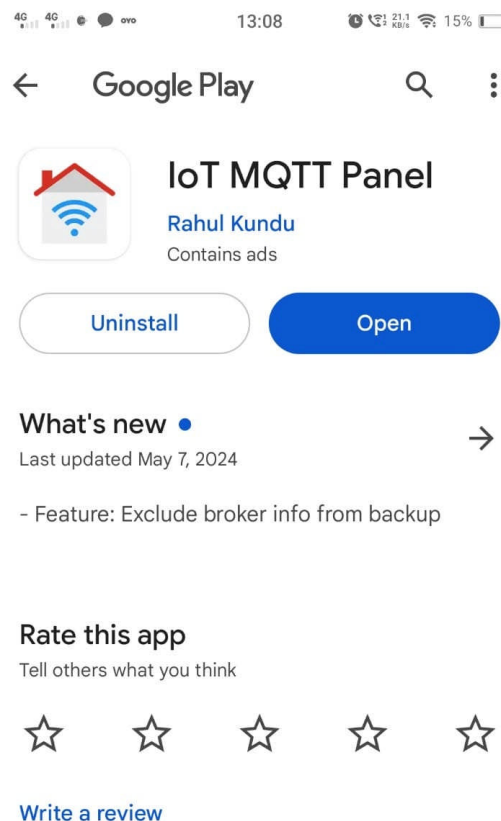 4G 4G OVO 13:08 21.1 KB/s 15%
Google Play
IoT MQTT Panel
Rahul Kundu
Contains ads
Uninstall Open
What's new
Last updated May 7, 2024
- Feature: Exclude broker info from backup
Rate this app
Tell others what you think
Write a review